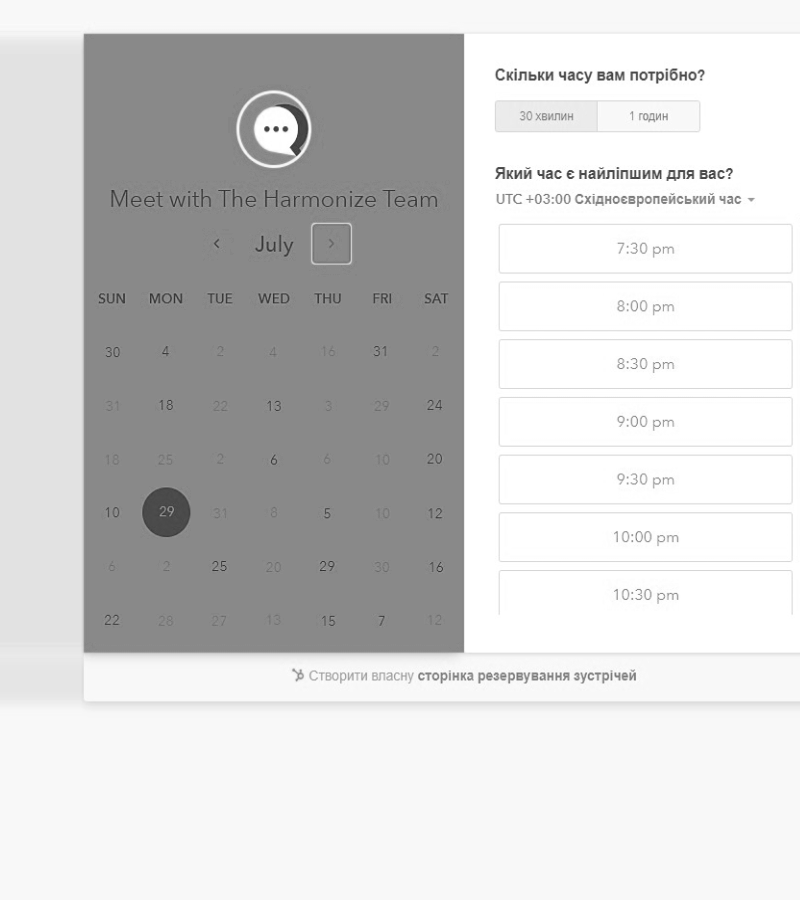 Meet with The Harmonize Team
July
SUN MON TUE WED THU FRI SAT
30 4 2 4 16 31 2
31 18 22 13 3 29 24
18 25 2 6 6 10 20
10 29 31 8 5 10 12
6 2 25 20 29 30 16
22 28 27 13 15 7 12
Скільки часу вам потрібно?
30 хвилин 1 годин
Який час є найліпшим для вас?
UTC +03:00 Східноєвропейський час
7:30 pm
8:00 pm
8:30 pm
9:00 pm
9:30 pm
10:00 pm
10:30 pm
Створити власну сторінка резервування зустрічей